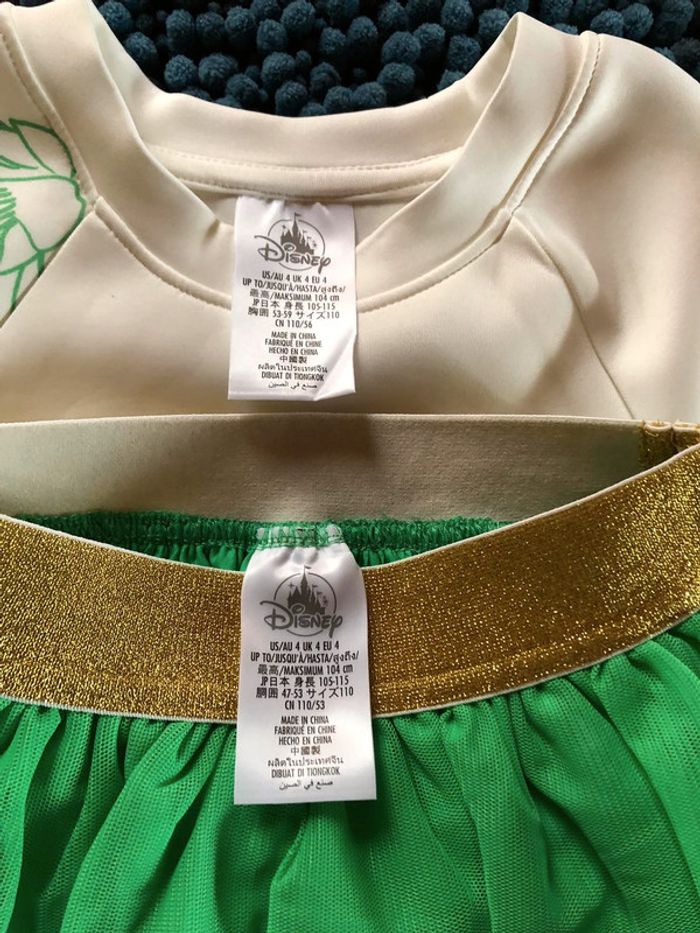 Disney
US/AU 4 UK 4 EU 4
UP TO/JUSQU'À/HASTA/สูงถึง/
最高/MAKSIMUM 104 cm
JP日本 身長 105-115
胸囲 53-59 サイズ110
CN 110/56
MADE IN CHINA
FABRIQUÉ EN CHINE
HECHO EN CHINA
中國製
ผลิตในประเทศจีน
DIBUAT DI TIONGKOK
صنع في الصين
Disney
US/AU 4 UK 4 EU 4
UP TO/JUSQU'À/HASTA/สูงถึง/
最高/MAKSIMUM 104 cm
JP日本 身長 105-115
胴囲 47-53 サイズ110
CN 110/53
MADE IN CHINA
FABRIQUÉ EN CHINE
HECHO EN CHINA
中國製
ผลิตในประเทศจีน
DIBUAT DI TIONGKOK
صنع في الصين